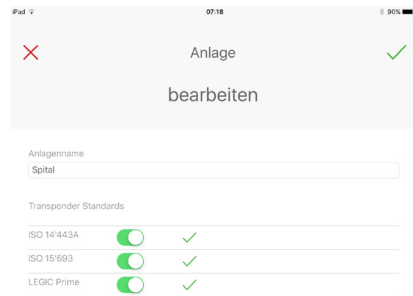 iPad
07:18
90%
Anlage
bearbeiten
Anlagenname
Spital
Transponder Standards
ISO 14'443A
ISO 15'693
LEGIC Prime